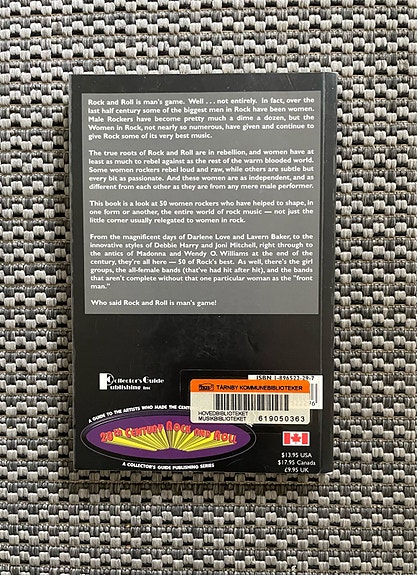 Rock and Roll is man's game. Well . . . not entirely. In fact, over the
last half century some of the biggest men in Rock have been women.
Male Rockers have become pretty much a dime a dozen, but the
Women in Rock, not nearly so numerous, have given and continue to
give Rock some of its very best music.
The true roots of Rock and Roll are in rebellion, and women have at
least as much to rebel against as the rest of the warm blooded world.
Some women rockers rebel loud and raw, while others are subtle but
every bit as passionate. And these women are as independent, and as
different from each other as they are from any mere male performer.
This book is a look at 50 women rockers who have helped to shape, in
one form or another, the entire world of rock music — not just the
little corner usually relegated to women in rock.
From the magnificent days of Darlene Love and Lavern Baker, to the
innovative styles of Debbie Harry and Joni Mitchell, right through to
the antics of Madonna and Wendy O. Williams at the end of the
century, they're all here — 50 of Rock's best. As well, there's the girl
groups, the all-female bands (that've had hit after hit), and the bands
that aren't complete without that one particular woman as the "front
man."
Who said Rock and Roll is man's game!
Collector's Guide
Publishing Inc
ISBN 1-896522-29-7
TÅRNBY KOMMUNEBIBLIOTEKER
HOVEDBIBLIOTEKET
MUSIKBIBLIOTEKET
619050363
A GUIDE TO THE ARTISTS WHO MADE THE CENT
20TH CENTURY ROCK AND ROLL
A COLLECTOR'S GUIDE PUBLISHING SERIES
$13.95 USA
$17.95 Canada
£9.95 UK